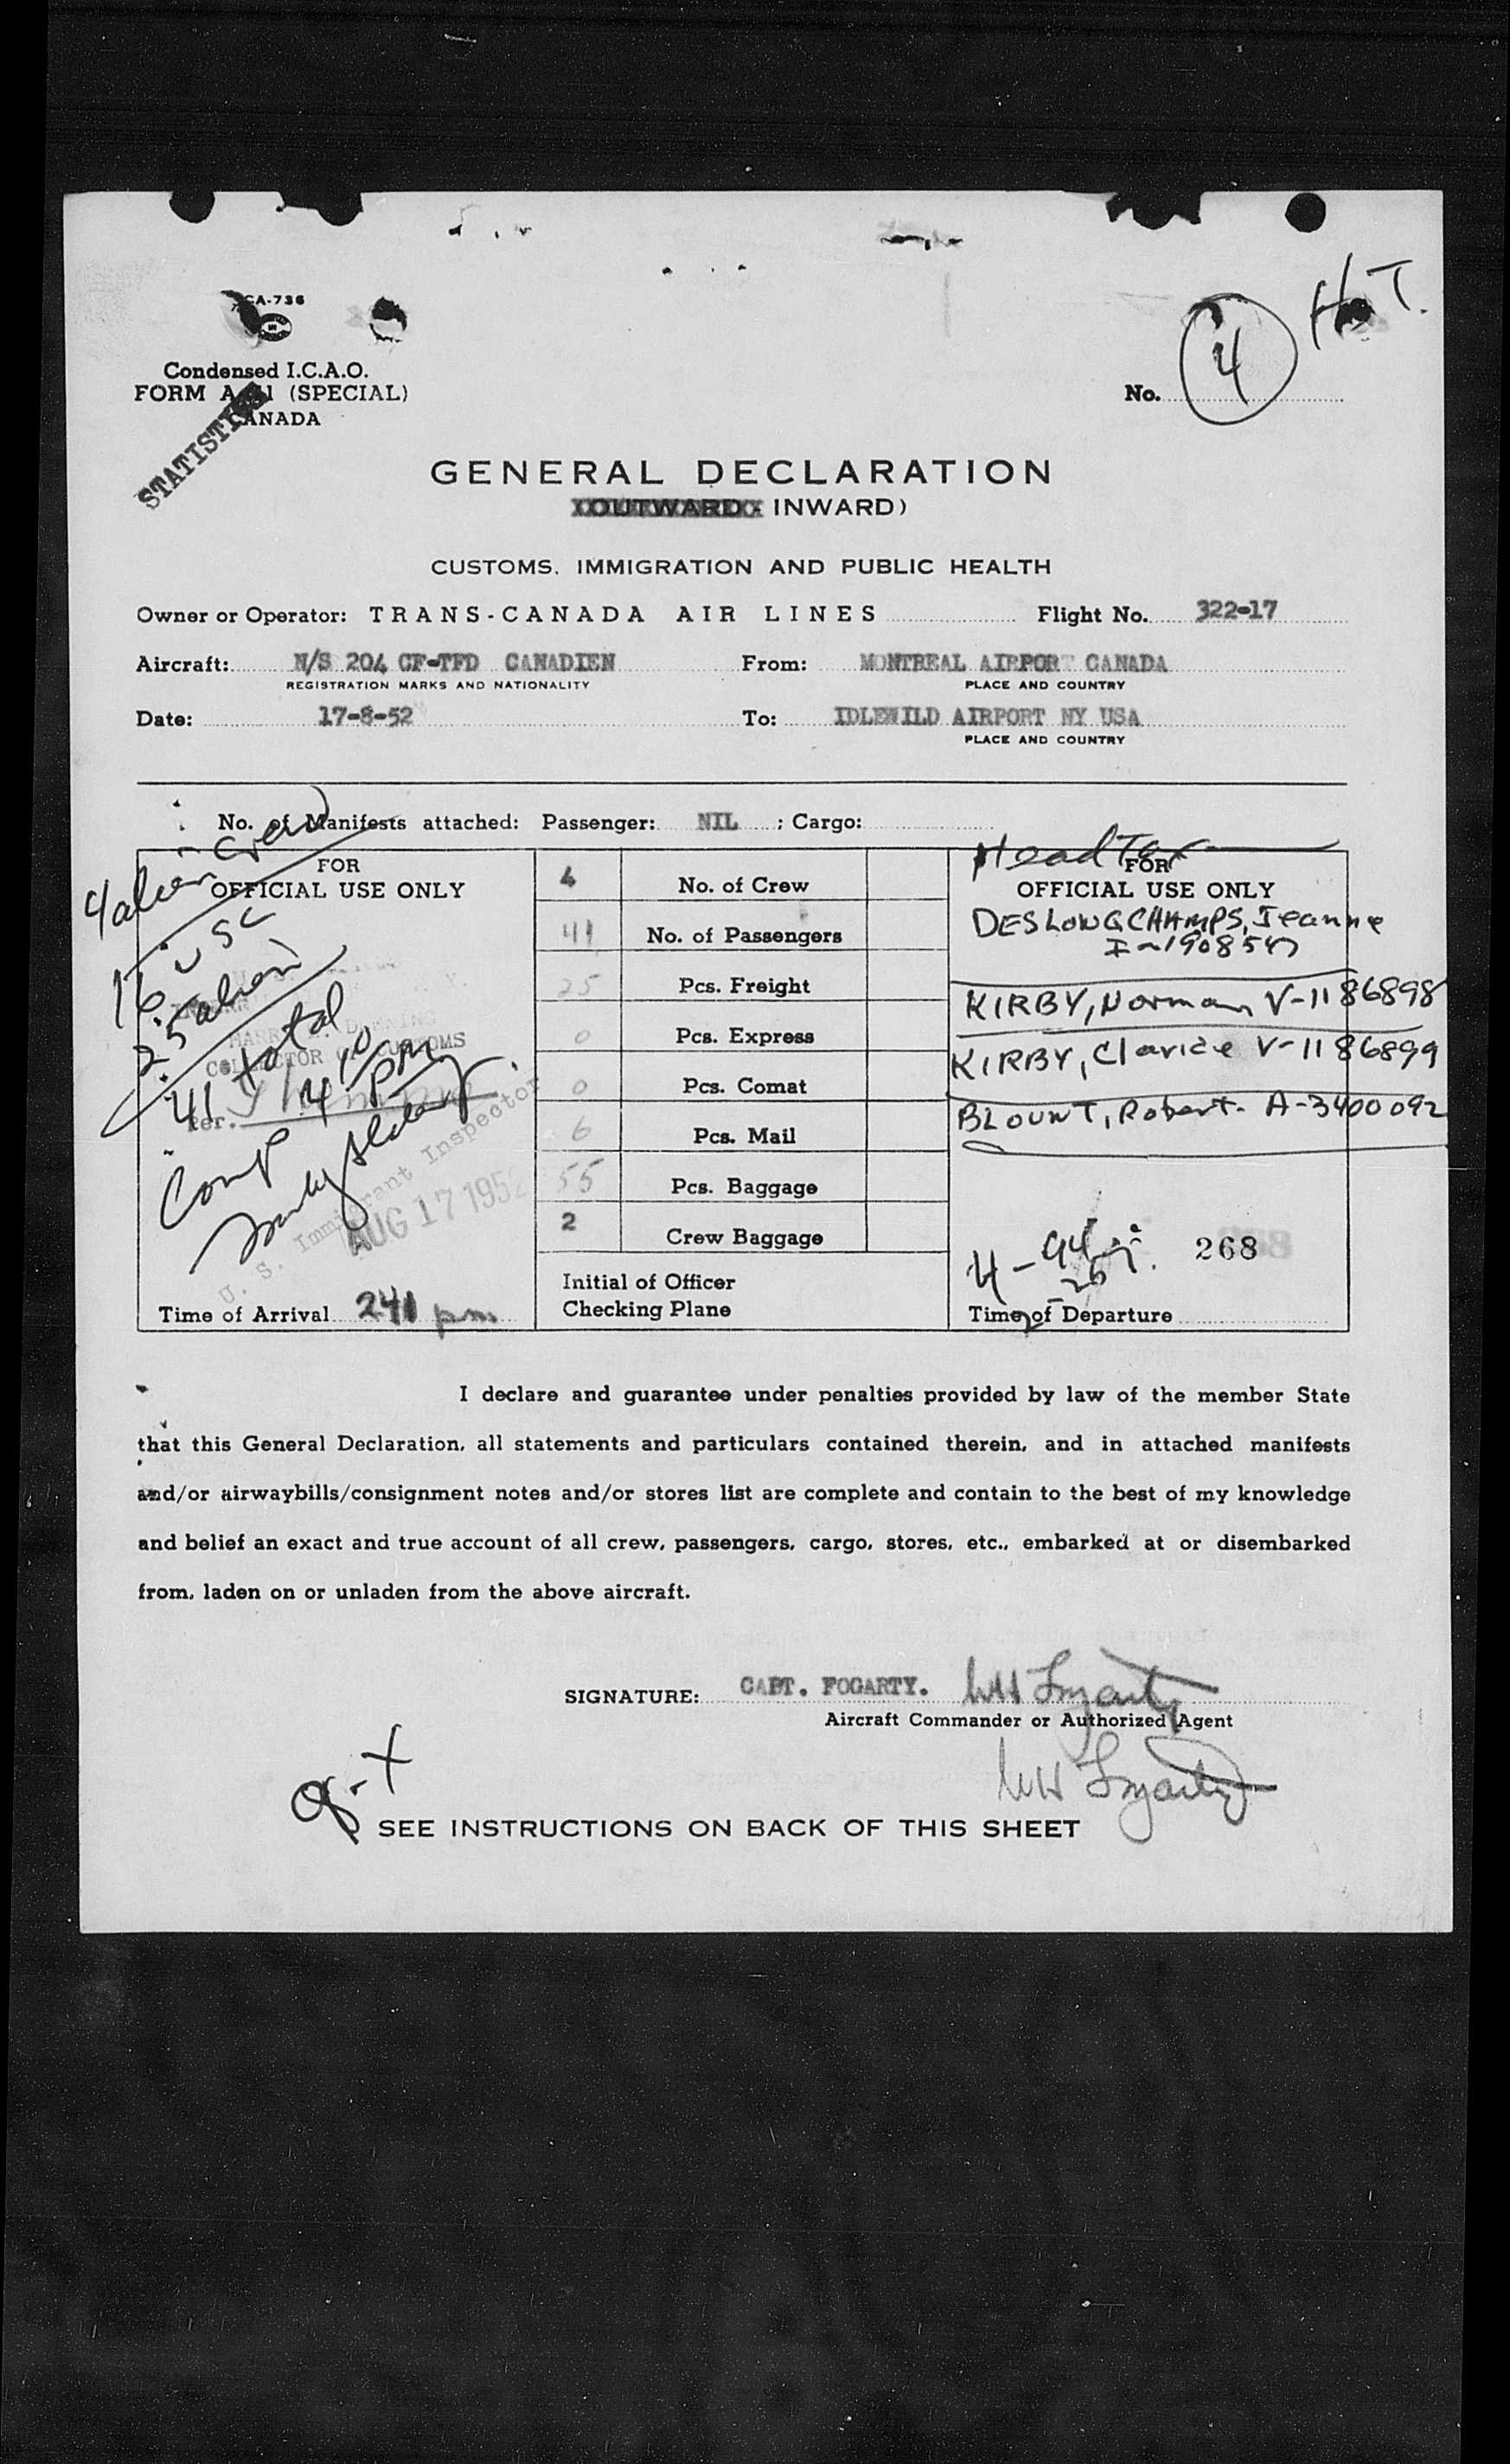 H.T.
CA-736
Condensed I.C.A.O.
FORM (SPECIAL)
CANADA
No. 4
GENERAL DECLARATION
OUTWARD INWARD)
CUSTOMS, IMMIGRATION AND PUBLIC HEALTH
Owner or Operator: TRANS-CANADA AIR LINES Flight No. 322-17
Aircraft: N/S 204 CF-TFD CANADIEN From: MONTREAL AIRPORT CANADA
REGISTRATION MARKS AND NATIONALITY PLACE AND COUNTRY
Date: 17-8-52 To: IDLEWILD AIRPORT NY USA
PLACE AND COUNTRY
No. of Manifests attached: Passenger: NIL ; Cargo:
FOR
OFFICIAL USE ONLY
4 alien crew
16 USC
25 alien
41 total
COLLECTOR OF CUSTOMS
Per.
Comp 4 40 PM
U. S. Immigrant Inspector
AUG 17 1952
Time of Arrival 241 pm
4 No. of Crew
41 No. of Passengers
25 Pcs. Freight
0 Pcs. Express
0 Pcs. Comat
6 Pcs. Mail
55 Pcs. Baggage
2 Crew Baggage
Initial of Officer
Checking Plane
Head Tax
FOR
OFFICIAL USE ONLY
DESLONGCHAMPS, Jeanne
KIRBY, Norman V-1186898
KIRBY, Clarice V-1186899
BLOUNT, Robert. A-3400092
268
Time of Departure
I declare and guarantee under penalties provided by law of the member State
that this General Declaration, all statements and particulars contained therein, and in attached manifests
and/or airwaybills/consignment notes and/or stores list are complete and contain to the best of my knowledge
and belief an exact and true account of all crew, passengers, cargo, stores, etc., embarked at or disembarked
from, laden on or unladen from the above aircraft.
SIGNATURE: CAPT. FOGARTY. WH Fogarty
Aircraft Commander or Authorized Agent
WH Fogarty
SEE INSTRUCTIONS ON BACK OF THIS SHEET